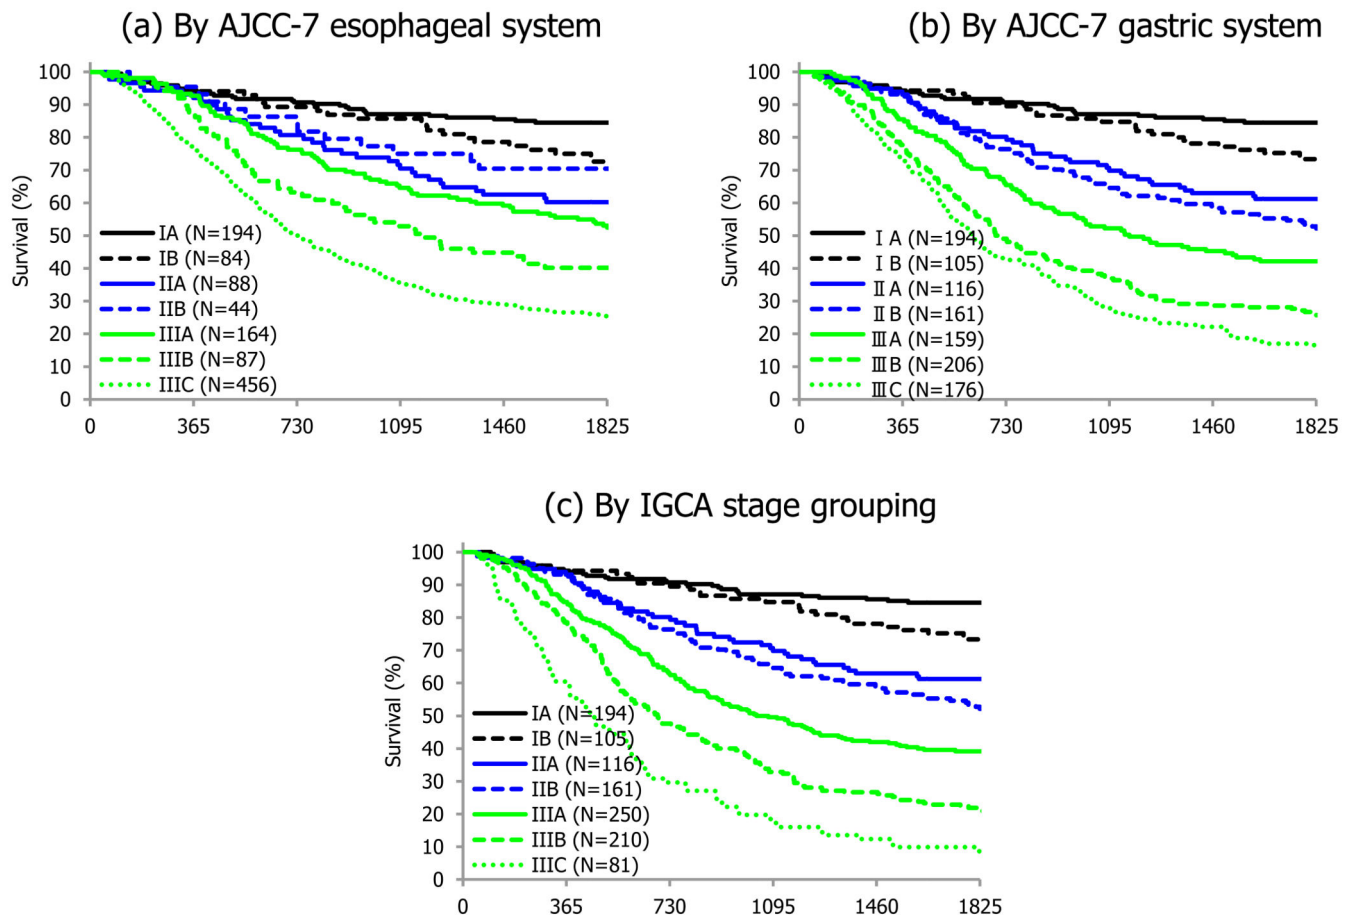 (a) By AJCC-7 esophageal system
Survival (%)
100
90
80
70
60
50
40
30
20
10
0
IA (N=194)
IB (N=84)
IIA (N=88)
IIB (N=44)
IIIA (N=164)
IIIB (N=87)
IIIC (N=456)
0 365 730 1095 1460 1825
(b) By AJCC-7 gastric system
Survival (%)
100
90
80
70
60
50
40
30
20
10
0
Ⅰ A (N=194)
Ⅰ B (N=105)
Ⅱ A (N=116)
Ⅱ B (N=161)
Ⅲ A (N=159)
Ⅲ B (N=206)
Ⅲ C (N=176)
0 365 730 1095 1460 1825
(c) By IGCA stage grouping
Survival (%)
100
90
80
70
60
50
40
30
20
10
0
IA (N=194)
IB (N=105)
IIA (N=116)
IIB (N=161)
IIIA (N=250)
IIIB (N=210)
IIIC (N=81)
0 365 730 1095 1460 1825